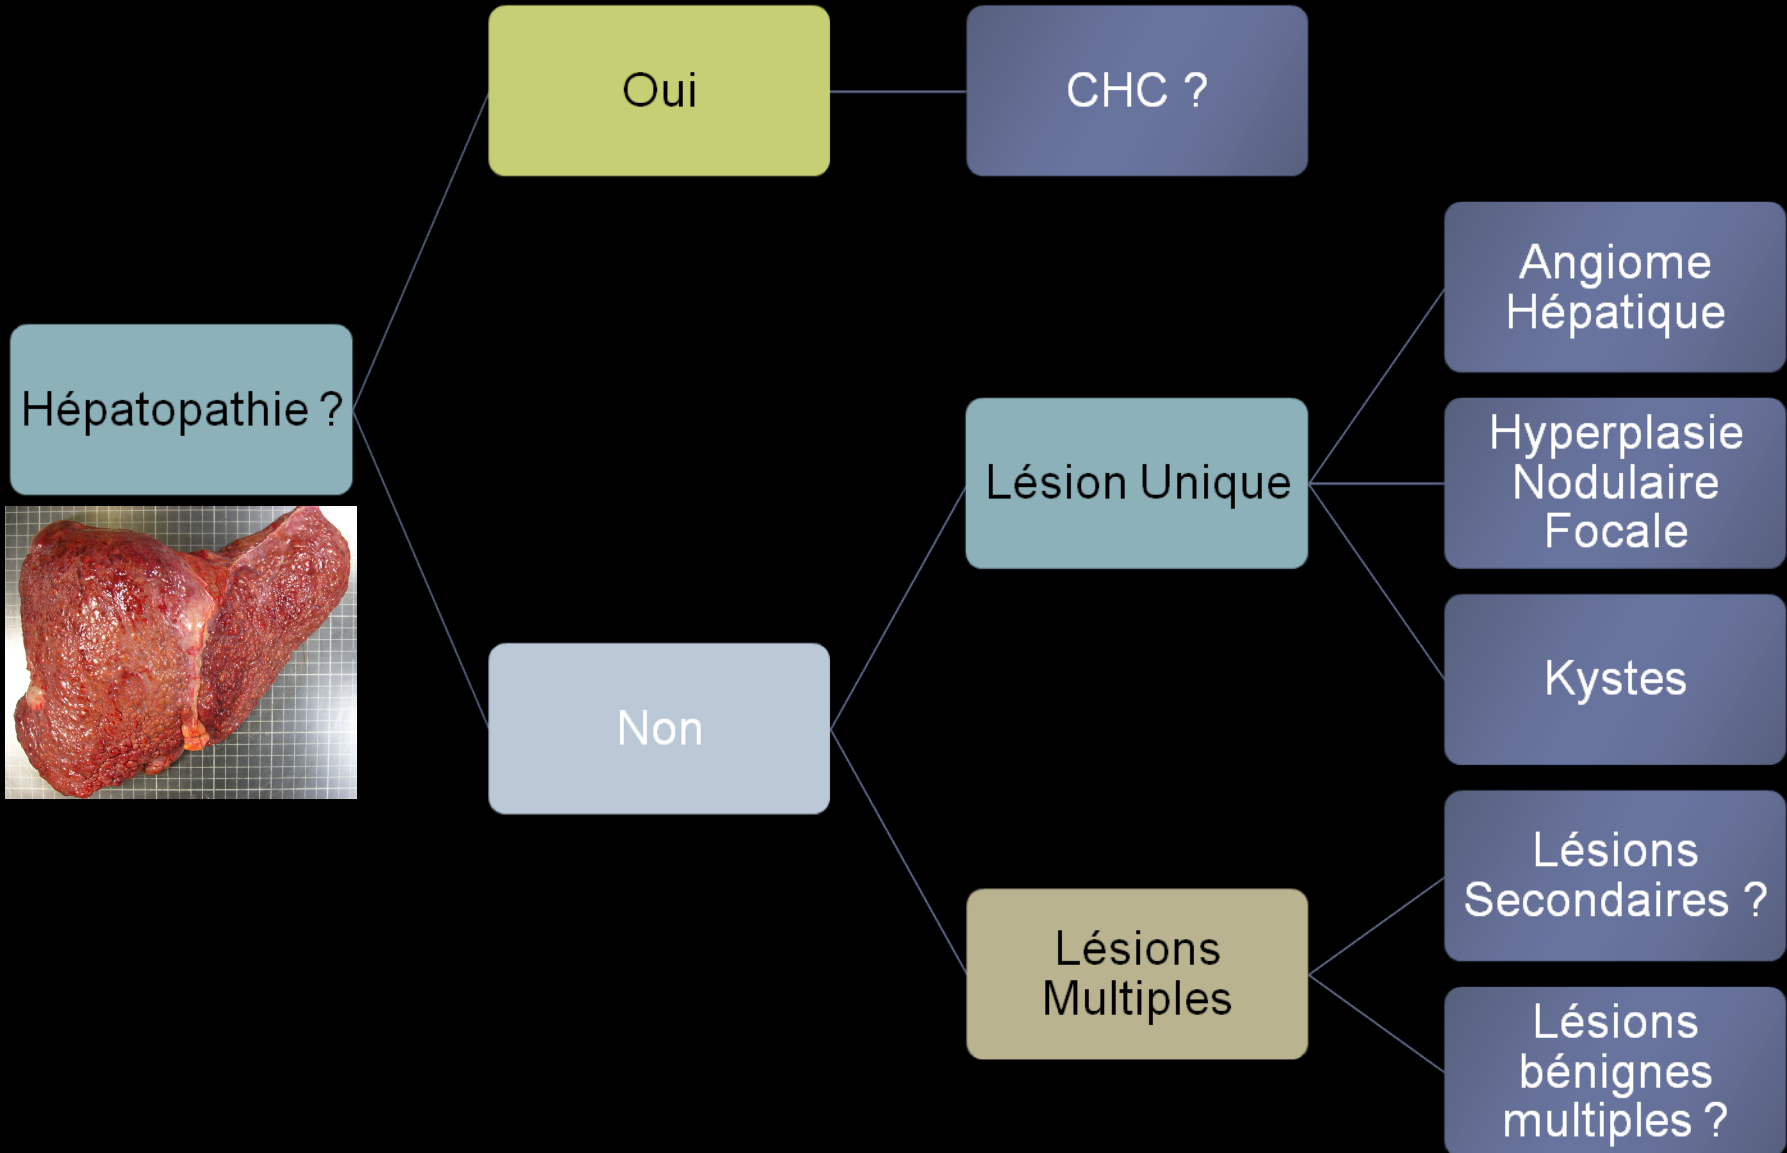 Oui
CHC ?
Hépatopathie ?
Non
Lésion Unique
Angiome
Hépatique
Hyperplasie
Nodulaire
Focale
Kystes
Lésions
Multiples
Lésions
Secondaires ?
Lésions
bénignes
multiples ?